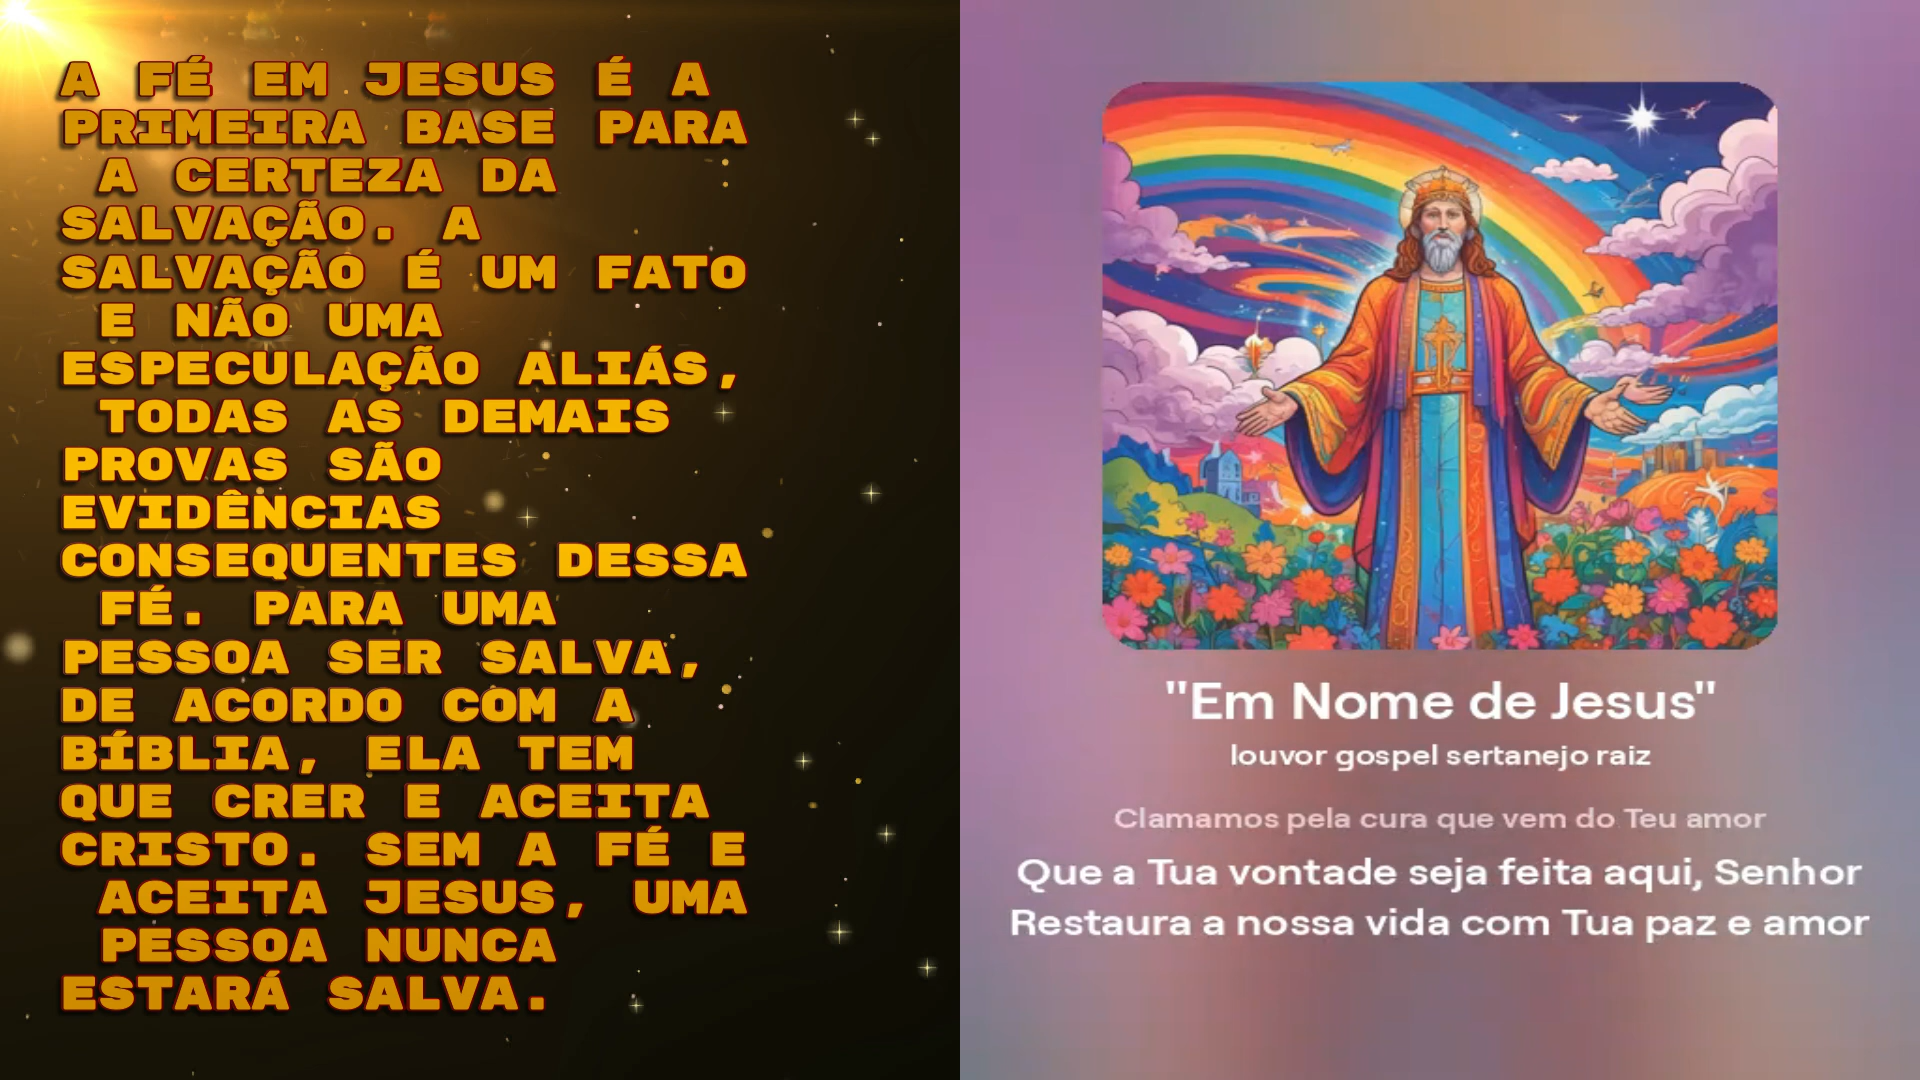 A FÉ EM JESUS É A
PRIMEIRA BASE PARA
A CERTEZA DA
SALVAÇÃO. A
SALVAÇÃO É UM FATO
E NÃO UMA
ESPECULAÇÃO ALIÁS,
TODAS AS DEMAIS
PROVAS SÃO
EVIDÊNCIAS
CONSEQUENTES DESSA
FÉ. PARA UMA
PESSOA SER SALVA,
DE ACORDO COM A
BÍBLIA, ELA TEM
QUE CRER E ACEITA
CRISTO. SEM A FÉ E
ACEITA JESUS, UMA
PESSOA NUNCA
ESTARÁ SALVA.
"Em Nome de Jesus"
louvor gospel sertanejo raiz
Clamamos pela cura que vem do Teu amor
Que a Tua vontade seja feita aqui, Senhor
Restaura a nossa vida com Tua paz e amor